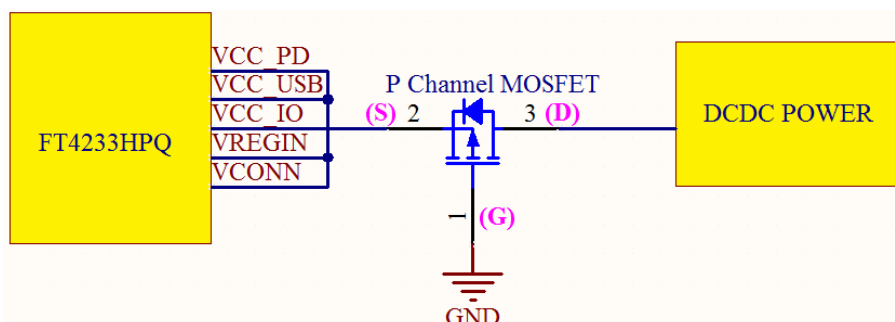 VCC_PD
VCC_USB
VCC_IO
VREGIN
VCONN
FT4233HPQ
P Channel MOSFET
(S) 2
3 (D)
1 (G)
GND
DCDC POWER